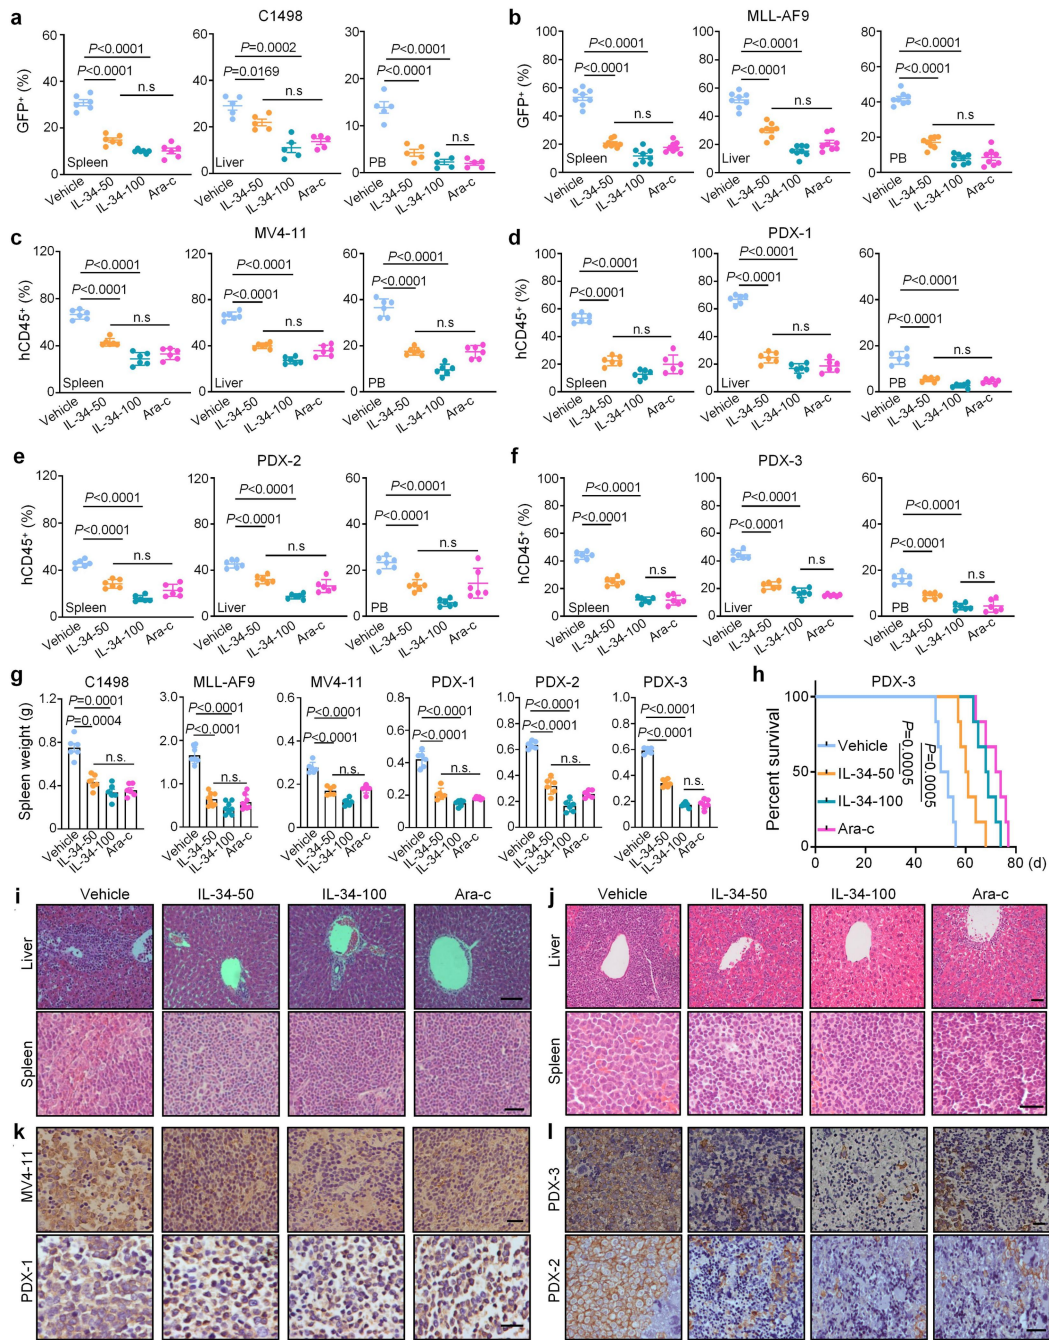 a
C1498
GFP⁺ (%)
60
40
20
0
P<0.0001
P<0.0001
n.s
Spleen
Vehicle
IL-34-50
IL-34-100
Ara-c
60
40
20
0
P=0.0002
P=0.0169
n.s
Liver
Vehicle
IL-34-50
IL-34-100
Ara-c
30
20
10
0
P<0.0001
P<0.0001
n.s
PB
Vehicle
IL-34-50
IL-34-100
Ara-c
b
MLL-AF9
GFP⁺ (%)
100
80
60
40
20
0
P<0.0001
P<0.0001
n.s
Spleen
Vehicle
IL-34-50
IL-34-100
Ara-c
100
80
60
40
20
0
P<0.0001
P<0.0001
n.s
Liver
Vehicle
IL-34-50
IL-34-100
Ara-c
80
60
40
20
0
P<0.0001
P<0.0001
n.s
PB
Vehicle
IL-34-50
IL-34-100
Ara-c
c
MV4-11
hCD45⁺ (%)
120
80
40
0
P<0.0001
P<0.0001
n.s
Spleen
Vehicle
IL-34-50
IL-34-100
Ara-c
120
80
40
0
P<0.0001
P<0.0001
n.s
Liver
Vehicle
IL-34-50
IL-34-100
Ara-c
60
40
20
0
P<0.0001
P<0.0001
n.s
PB
Vehicle
IL-34-50
IL-34-100
Ara-c
d
PDX-1
hCD45⁺ (%)
100
80
60
40
20
0
P<0.0001
P<0.0001
n.s
Spleen
Vehicle
IL-34-50
IL-34-100
Ara-c
100
80
60
40
20
0
P<0.0001
P<0.0001
n.s
Liver
Vehicle
IL-34-50
IL-34-100
Ara-c
60
40
20
0
P<0.0001
P<0.0001
n.s
PB
Vehicle
IL-34-50
IL-34-100
Ara-c
e
PDX-2
hCD45⁺ (%)
120
80
40
0
P<0.0001
P<0.0001
n.s
Spleen
Vehicle
IL-34-50
IL-34-100
Ara-c
120
80
40
0
P<0.0001
P<0.0001
n.s
Liver
Vehicle
IL-34-50
IL-34-100
Ara-c
60
40
20
0
P<0.0001
P<0.0001
n.s
PB
Vehicle
IL-34-50
IL-34-100
Ara-c
f
PDX-3
hCD45⁺ (%)
100
80
60
40
20
0
P<0.0001
P<0.0001
n.s
Spleen
Vehicle
IL-34-50
IL-34-100
Ara-c
100
80
60
40
20
0
P<0.0001
P<0.0001
n.s
Liver
Vehicle
IL-34-50
IL-34-100
Ara-c
60
40
20
0
P<0.0001
P<0.0001
n.s
PB
Vehicle
IL-34-50
IL-34-100
Ara-c
g
Spleen weight (g)
C1498
1.2
0.8
0.4
0.0
P=0.0001
P=0.0004
n.s.
Vehicle
IL-34-50
IL-34-100
Ara-c
MLL-AF9
3.0
2.0
1.0
0.0
P<0.0001
P<0.0001
n.s.
Vehicle
IL-34-50
IL-34-100
Ara-c
MV4-11
0.6
0.4
0.2
0.0
P<0.0001
P<0.0001
n.s.
Vehicle
IL-34-50
IL-34-100
Ara-c
PDX-1
0.6
0.4
0.2
0.0
P<0.0001
P<0.0001
n.s.
Vehicle
IL-34-50
IL-34-100
Ara-c
PDX-2
1.0
0.8
0.6
0.4
0.2
0.0
P<0.0001
P<0.0001
n.s.
Vehicle
IL-34-50
IL-34-100
Ara-c
PDX-3
1.0
0.8
0.6
0.4
0.2
0.0
P<0.0001
P<0.0001
n.s.
Vehicle
IL-34-50
IL-34-100
Ara-c
h
PDX-3
Percent survival
100
50
0
Vehicle
IL-34-50
IL-34-100
Ara-c
P=0.0005
P=0.0005
0
20
40
60
80
(d)
i
Vehicle
IL-34-50
IL-34-100
Ara-c
Liver
Spleen
j
Vehicle
IL-34-50
IL-34-100
Ara-c
Liver
Spleen
k
MV4-11
PDX-1
l
PDX-3
PDX-2